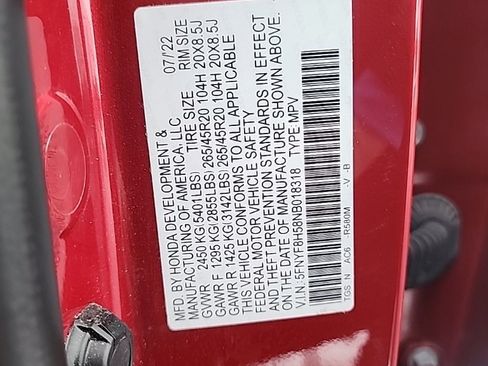 MFD BY HONDA DEVELOPMENT & 07/22
MANUFACTURING OF AMERICA, LLC
TIRE SIZE RIM SIZE
GVWR 2450 KG(5401LBS)
GAWR F 1295 KG(2855LBS) 265/45R20 104H 20X8.5J
GAWR R 1425 KG(3142LBS) 265/45R20 104H 20X8.5J
THIS VEHICLE CONFORMS TO ALL APPLICABLE
FEDERAL MOTOR VEHICLE SAFETY
AND THEFT PREVENTION STANDARDS IN EFFECT
ON THE DATE OF MANUFACTURE SHOWN ABOVE.
V.I.N.:5FNYF8H58NB018318 TYPE:MPV
TGS N AC6 R580M -V -B